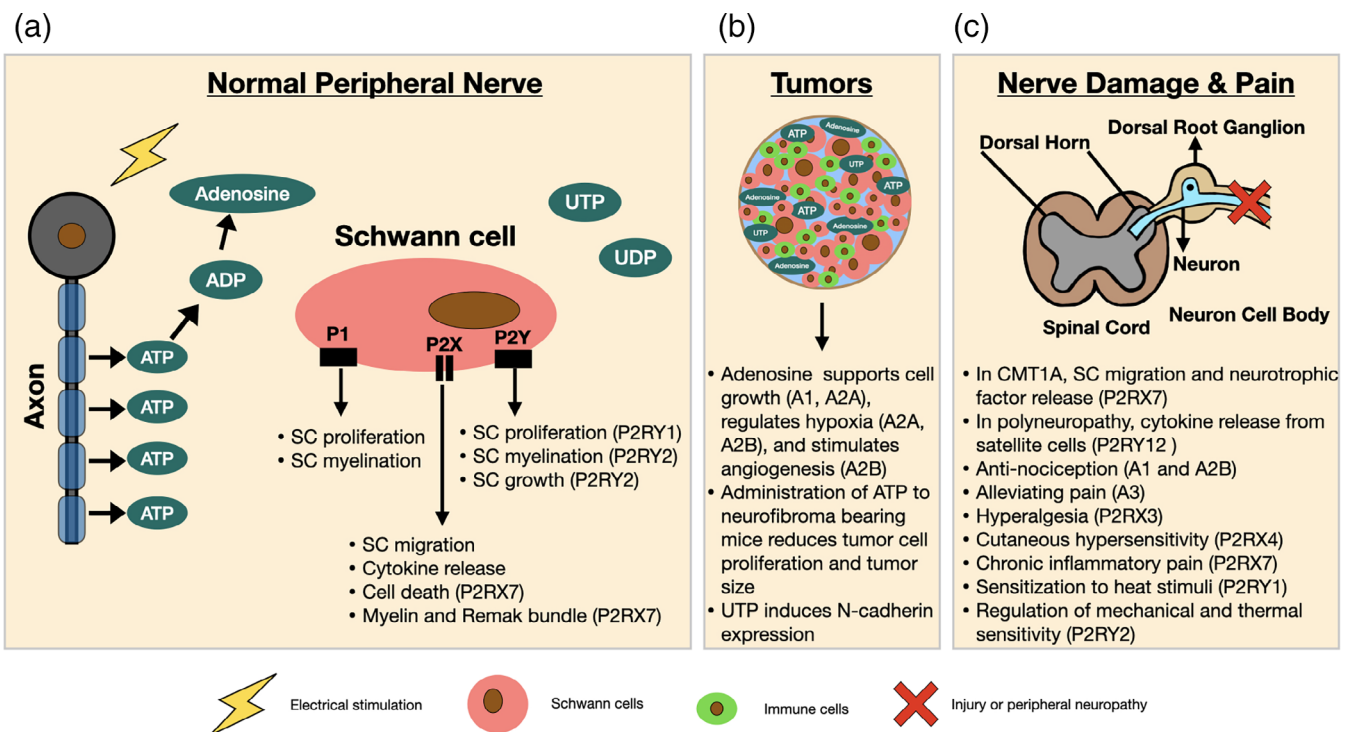 (a)
Normal Peripheral Nerve
Adenosine
ADP
ATP
ATP
ATP
ATP
Axon
Schwann cell
UTP
UDP
P1
P2X
P2Y
• SC proliferation
• SC myelination
• SC proliferation (P2RY1)
• SC myelination (P2RY2)
• SC growth (P2RY2)
• SC migration
• Cytokine release
• Cell death (P2RX7)
• Myelin and Remak bundle (P2RX7)
(b)
Tumors
ATP
Adenosine
UTP
ATP
Adenosine
ATP
Adenosine
UTP
Adenosine
• Adenosine supports cell
growth (A1, A2A),
regulates hypoxia (A2A,
A2B), and stimulates
angiogenesis (A2B)
• Administration of ATP to
neurofibroma bearing
mice reduces tumor cell
proliferation and tumor
size
• UTP induces N-cadherin
expression
(c)
Nerve Damage & Pain
Dorsal Root Ganglion
Dorsal Horn
Neuron
Neuron Cell Body
Spinal Cord
• In CMT1A, SC migration and neurotrophic
factor release (P2RX7)
• In polyneuropathy, cytokine release from
satellite cells (P2RY12 )
• Anti-nociception (A1 and A2B)
• Alleviating pain (A3)
• Hyperalgesia (P2RX3)
• Cutaneous hypersensitivity (P2RX4)
• Chronic inflammatory pain (P2RX7)
• Sensitization to heat stimuli (P2RY1)
• Regulation of mechanical and thermal
sensitivity (P2RY2)
Electrical stimulation
Schwann cells
Immune cells
Injury or peripheral neuropathy